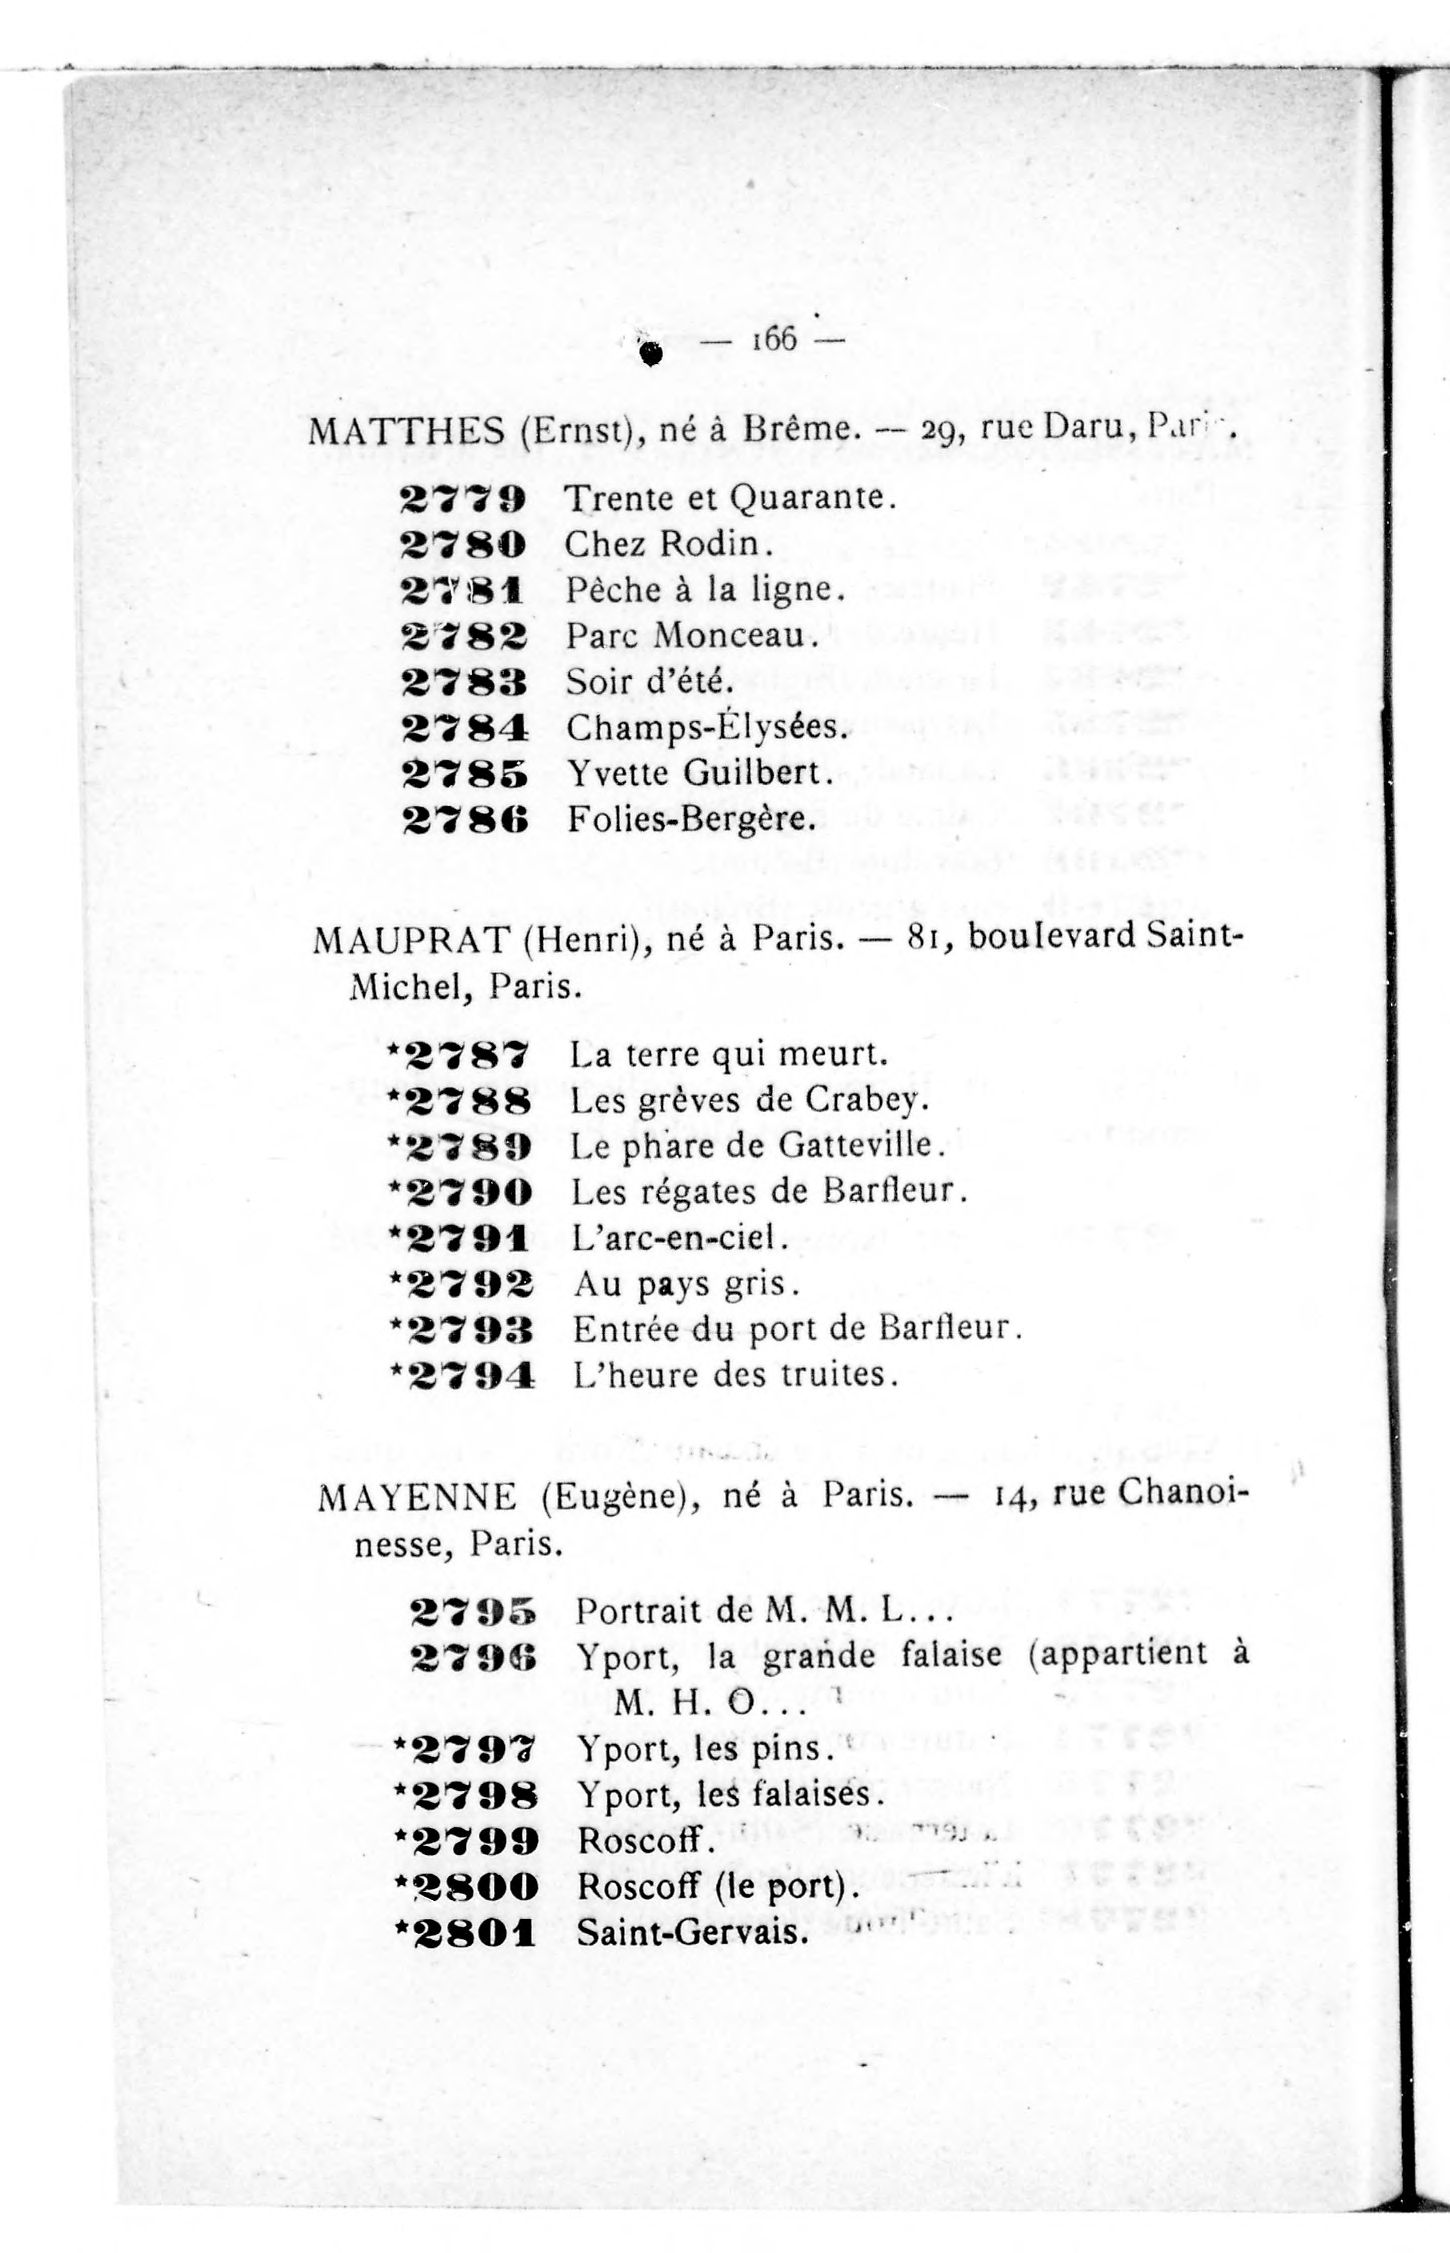 — 166 —
MATTHES (Ernst), né à Brême. — 29, rue Daru, Paris.
2779 Trente et Quarante.
2780 Chez Rodin.
2781 Pêche à la ligne.
2782 Parc Monceau.
2783 Soir d'été.
2784 Champs-Élysées.
2785 Yvette Guilbert.
2786 Folies-Bergère.
MAUPRAT (Henri), né à Paris. — 81, boulevard Saint-
Michel, Paris.
*2787 La terre qui meurt.
*2788 Les grèves de Crabey.
*2789 Le phare de Gatteville.
*2790 Les régates de Barfleur.
*2791 L'arc-en-ciel.
*2792 Au pays gris.
*2793 Entrée du port de Barfleur.
*2794 L'heure des truites.
MAYENNE (Eugène), né à Paris. — 14, rue Chanoi-
nesse, Paris.
2795 Portrait de M. M. L...
2796 Yport, la grande falaise (appartient à
M. H. O...
*2797 Yport, les pins.
*2798 Yport, les falaises.
*2799 Roscoff.
*2800 Roscoff (le port).
*2801 Saint-Gervais.